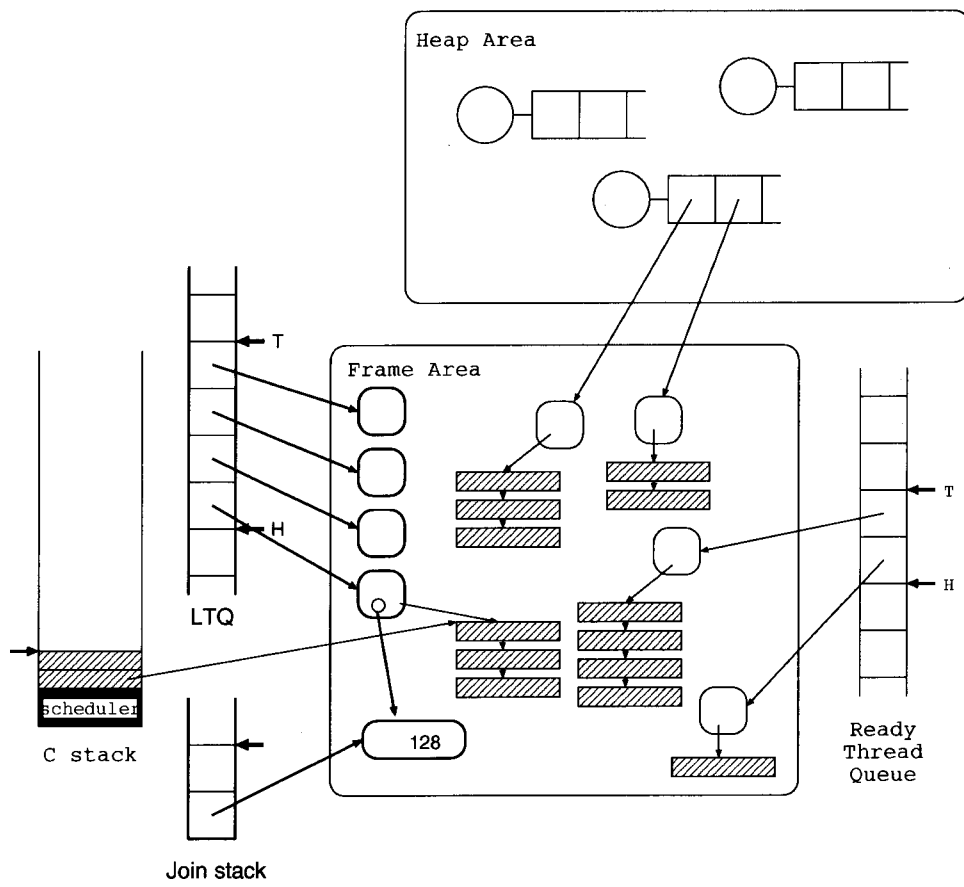 Heap Area
T
Frame Area
T
H
H
LTQ
scheduler
C stack
128
Ready
Thread
Queue
Join stack